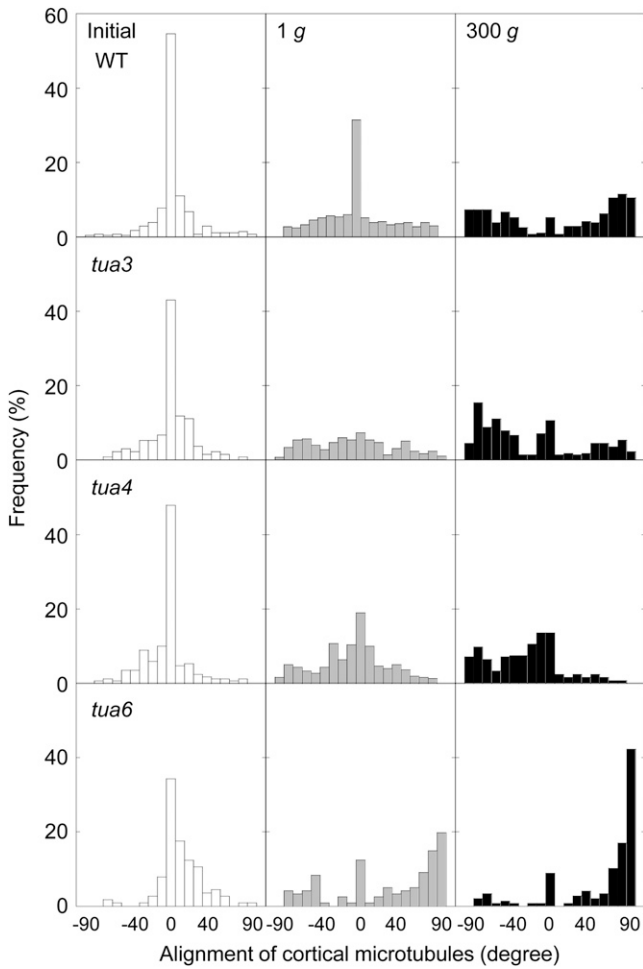 Initial
WT
1 g
300 g
60
40
20
0
tua3
40
20
0
tua4
40
20
0
tua6
40
20
0
-90 -40 0 40 90 -90 -40 0 40 90 -90 -40 0 40 90
Frequency (%)
Alignment of cortical microtubules (degree)